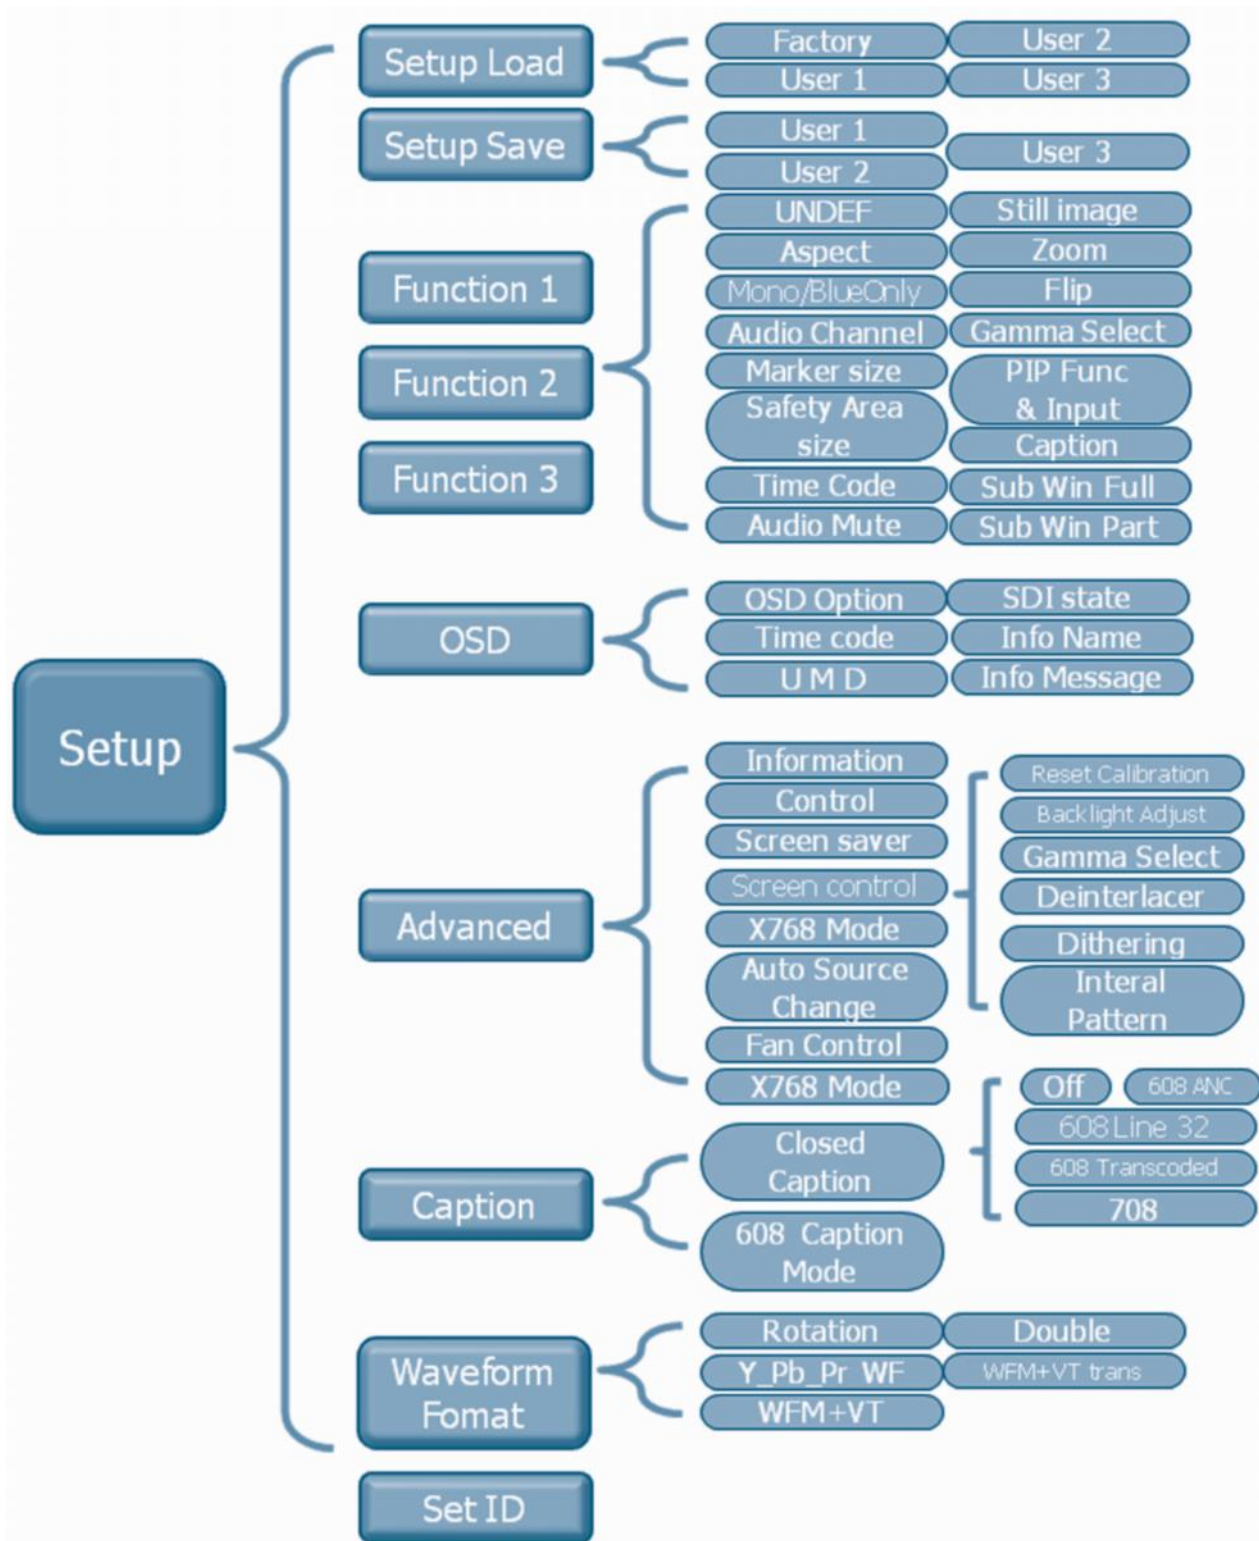 Setup
Setup Load
Factory
User 2
User 1
User 3
Setup Save
User 1
User 2
User 3
Function 1
Function 2
Function 3
UNDEF
Still image
Aspect
Zoom
Mono/BlueOnly
Flip
Audio Channel
Gamma Select
Marker size
PIP Func
& Input
Safety Area
size
Caption
Time Code
Sub Win Full
Audio Mute
Sub Win Part
OSD
OSD Option
SDI state
Time code
Info Name
U M D
Info Message
Advanced
Information
Control
Screen saver
Screen control
X768 Mode
Auto Source
Change
Fan Control
X768 Mode
Reset Calibration
Backlight Adjust
Gamma Select
Deinterlacer
Dithering
Interal
Pattern
Caption
Closed
Caption
608 Caption
Mode
Off
608 ANC
608 Line 32
608 Transcoded
708
Waveform
Fomat
Rotation
Double
Y_Pb_Pr WF
WFM+VT trans
WFM+VT
Set ID